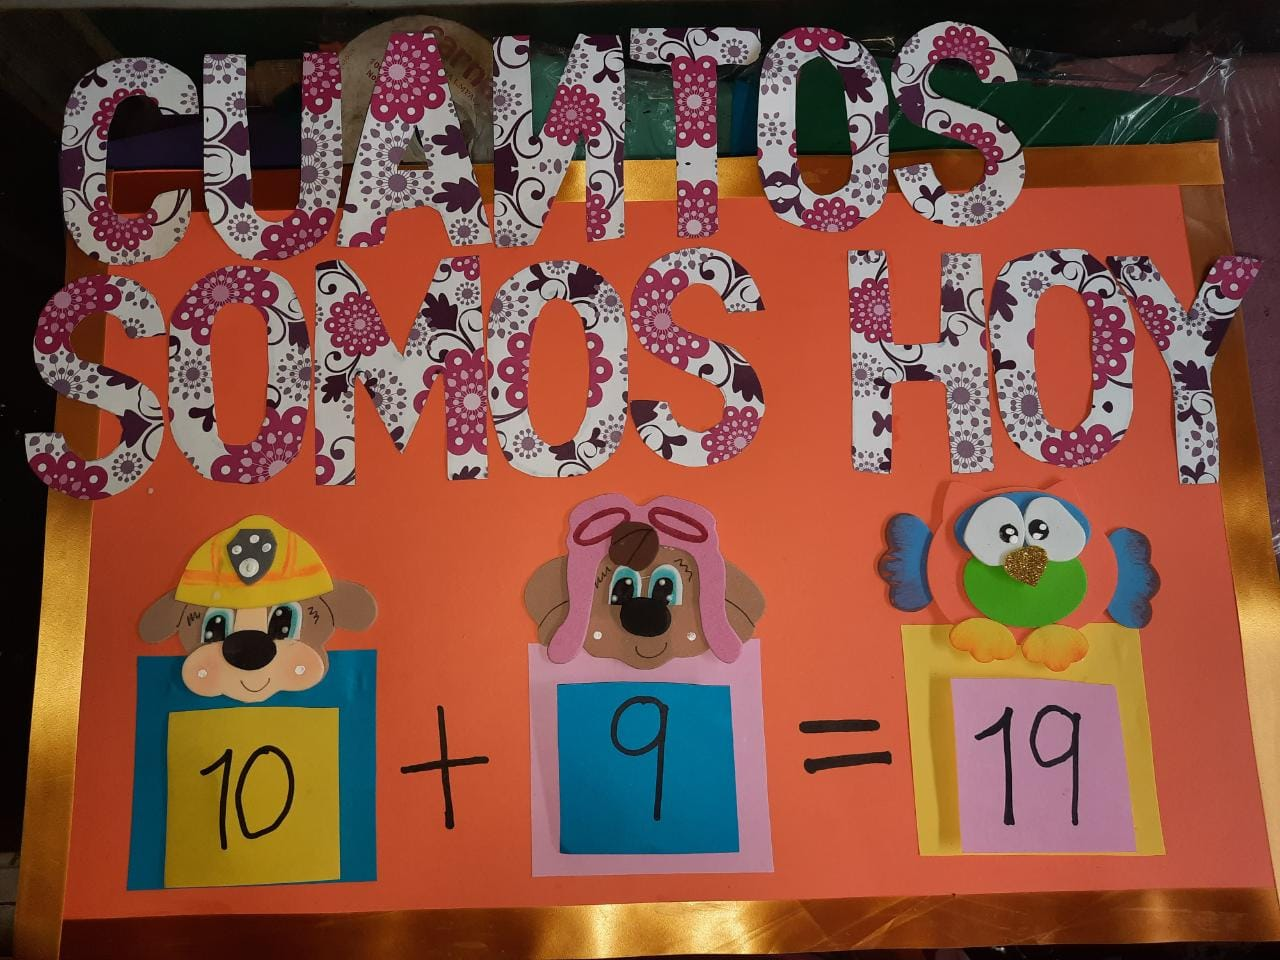 CUANTOS
SOMOS HOY
10 + 9 = 19